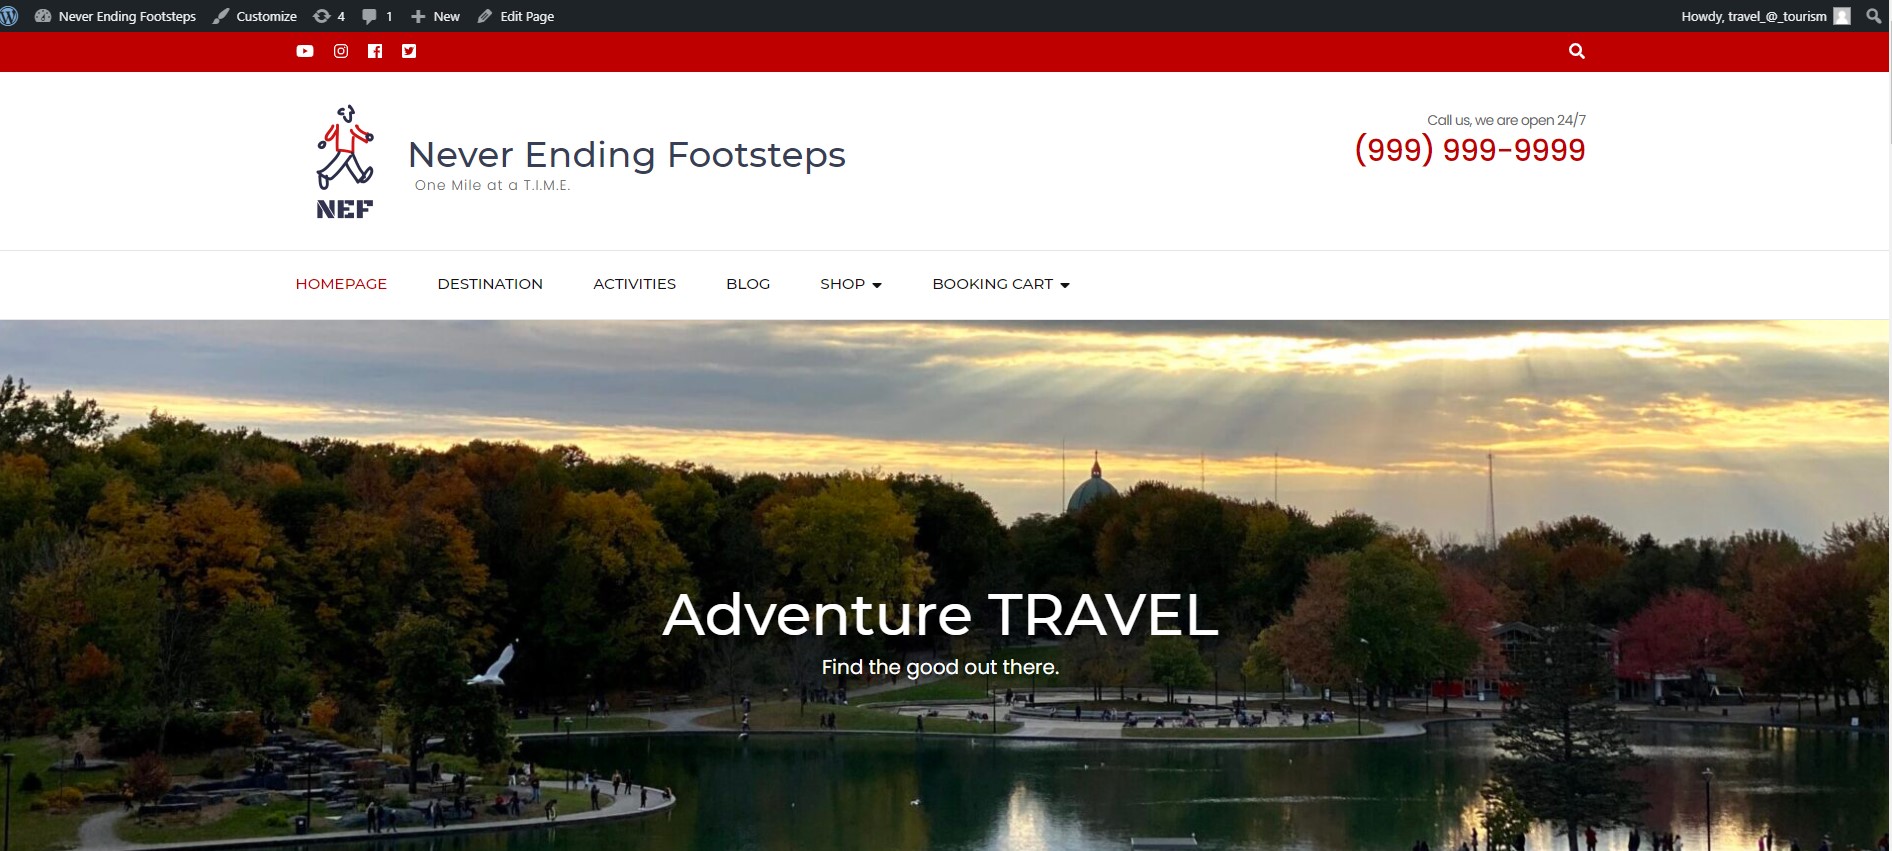 Never Ending Footsteps Customize 4 1 New Edit Page Howdy, travel_@_tourism
Call us, we are open 24/7
(999) 999-9999
Never Ending Footsteps
One Mile at a T.I.M.E.
NEF
HOMEPAGE DESTINATION ACTIVITIES BLOG SHOP BOOKING CART
Adventure TRAVEL
Find the good out there.